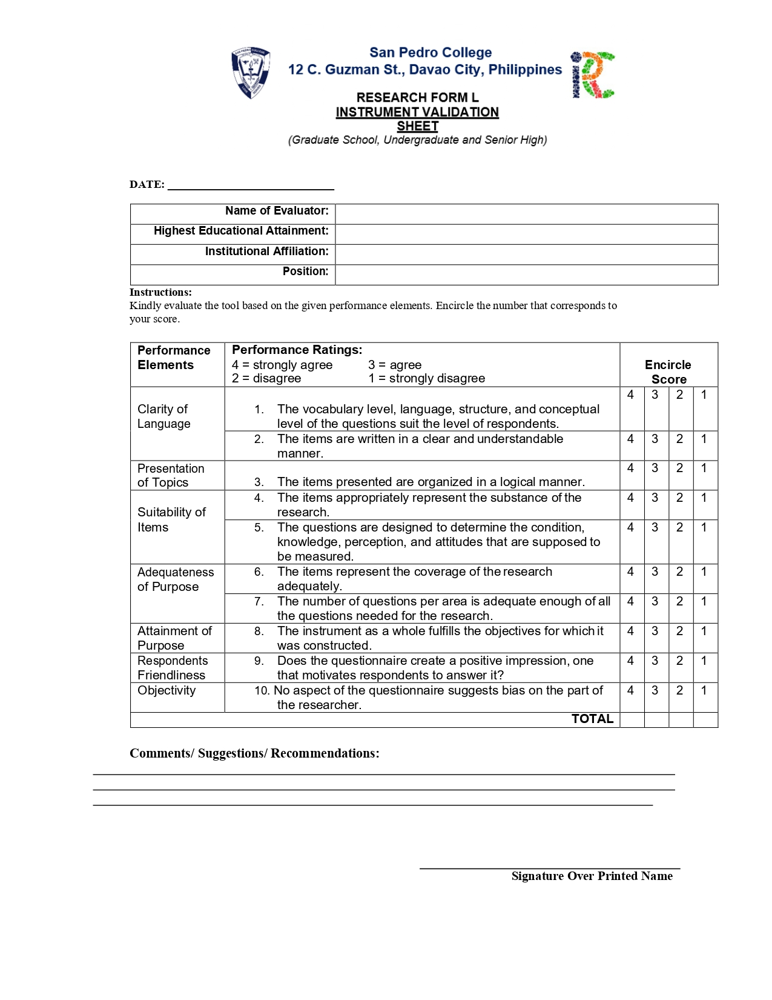 San Pedro College
12 C. Guzman St., Davao City, Philippines
RESEARCH FORM L
INSTRUMENT VALIDATION
SHEET
(Graduate School, Undergraduate and Senior High)
DATE: ____________________________
Name of Evaluator:
Highest Educational Attainment:
Institutional Affiliation:
Position:
Instructions:
Kindly evaluate the tool based on the given performance elements. Encircle the number that corresponds to
your score.
Performance
Elements
Performance Ratings:
4 = strongly agree 3 = agree
2 = disagree 1 = strongly disagree
Encircle
Score
Clarity of
Language
1. The vocabulary level, language, structure, and conceptual
level of the questions suit the level of respondents.
4 3 2 1
2. The items are written in a clear and understandable
manner.
4 3 2 1
Presentation
of Topics
3. The items presented are organized in a logical manner.
4 3 2 1
Suitability of
Items
4. The items appropriately represent the substance of the
research.
4 3 2 1
5. The questions are designed to determine the condition,
knowledge, perception, and attitudes that are supposed to
be measured.
4 3 2 1
Adequateness
of Purpose
6. The items represent the coverage of the research
adequately.
4 3 2 1
7. The number of questions per area is adequate enough of all
the questions needed for the research.
4 3 2 1
Attainment of
Purpose
8. The instrument as a whole fulfills the objectives for which it
was constructed.
4 3 2 1
Respondents
Friendliness
9. Does the questionnaire create a positive impression, one
that motivates respondents to answer it?
4 3 2 1
Objectivity
10. No aspect of the questionnaire suggests bias on the part of
the researcher.
4 3 2 1
TOTAL
Comments/ Suggestions/ Recommendations:
Signature Over Printed Name